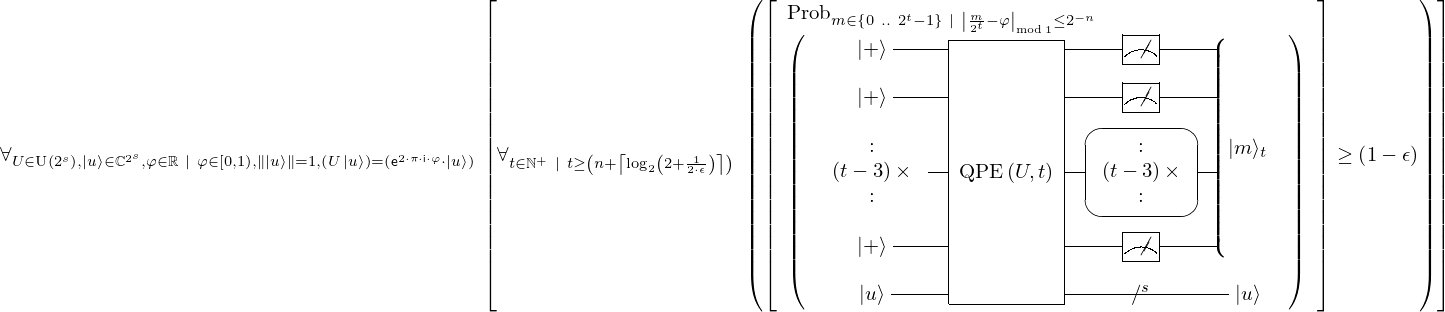 Prob_{m∈{0 .. 2^t−1} | |m/2^t−φ|_{mod 1}≤2^{−n}}
|+⟩
|+⟩
∀_{U∈U(2^s),|u⟩∈ℂ^{2^s},φ∈ℝ | φ∈[0,1),‖|u⟩‖=1,(U |u⟩)=(e^{2·π·i·φ}·|u⟩)} [∀_{t∈ℕ^+ | t≥(n+⌈log_2(2+1/(2·ϵ))⌉)} ([ ( : : |m⟩_t ) ] ≥ (1 − ϵ))]
(t − 3) × QPE (U, t) (t − 3) ×
: :
|+⟩
|u⟩ s |u⟩